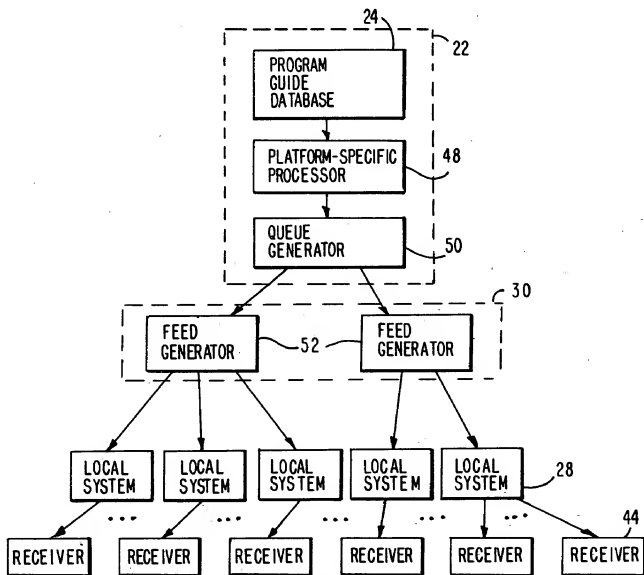 24
22
PROGRAM
GUIDE
DATABASE
PLATFORM-SPECIFIC
PROCESSOR
48
QUEUE
GENERATOR
50
30
FEED
GENERATOR
52
FEED
GENERATOR
LOCAL
SYSTEM
LOCAL
SYSTEM
LOCAL
SYSTEM
LOCAL
SYSTEM
LOCAL
SYSTEM
28
... ... ... ... ...
44
RECEIVER RECEIVER RECEIVER RECEIVER RECEIVER RECEIVER